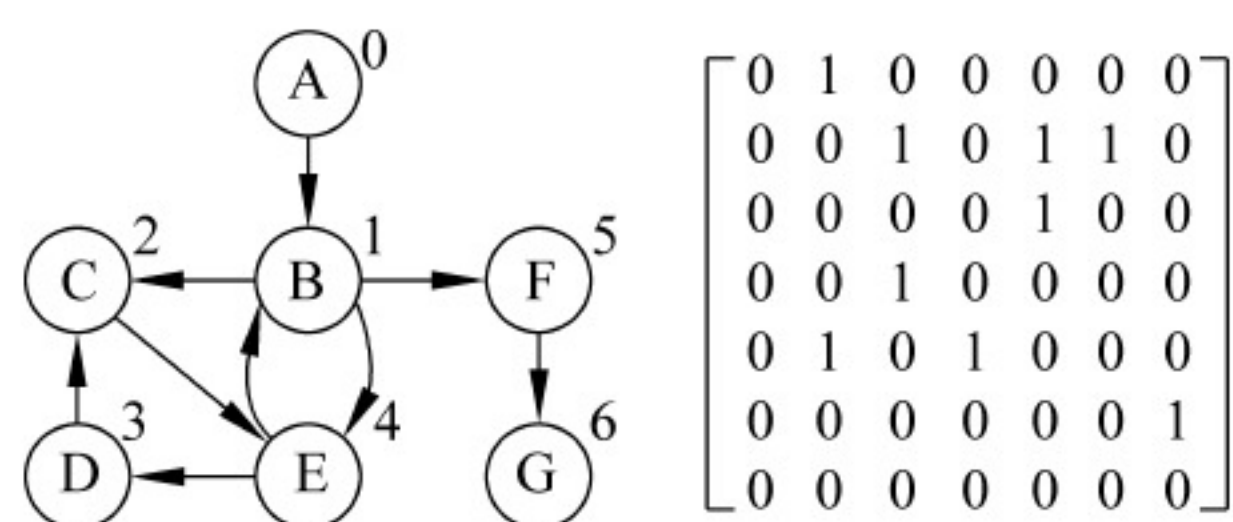 A 0
C 2 B 1 F 5
D 3 E 4 G 6
0 1 0 0 0 0 0
0 0 1 0 1 1 0
0 0 0 0 1 0 0
0 0 1 0 0 0 0
0 1 0 1 0 0 0
0 0 0 0 0 0 1
0 0 0 0 0 0 0